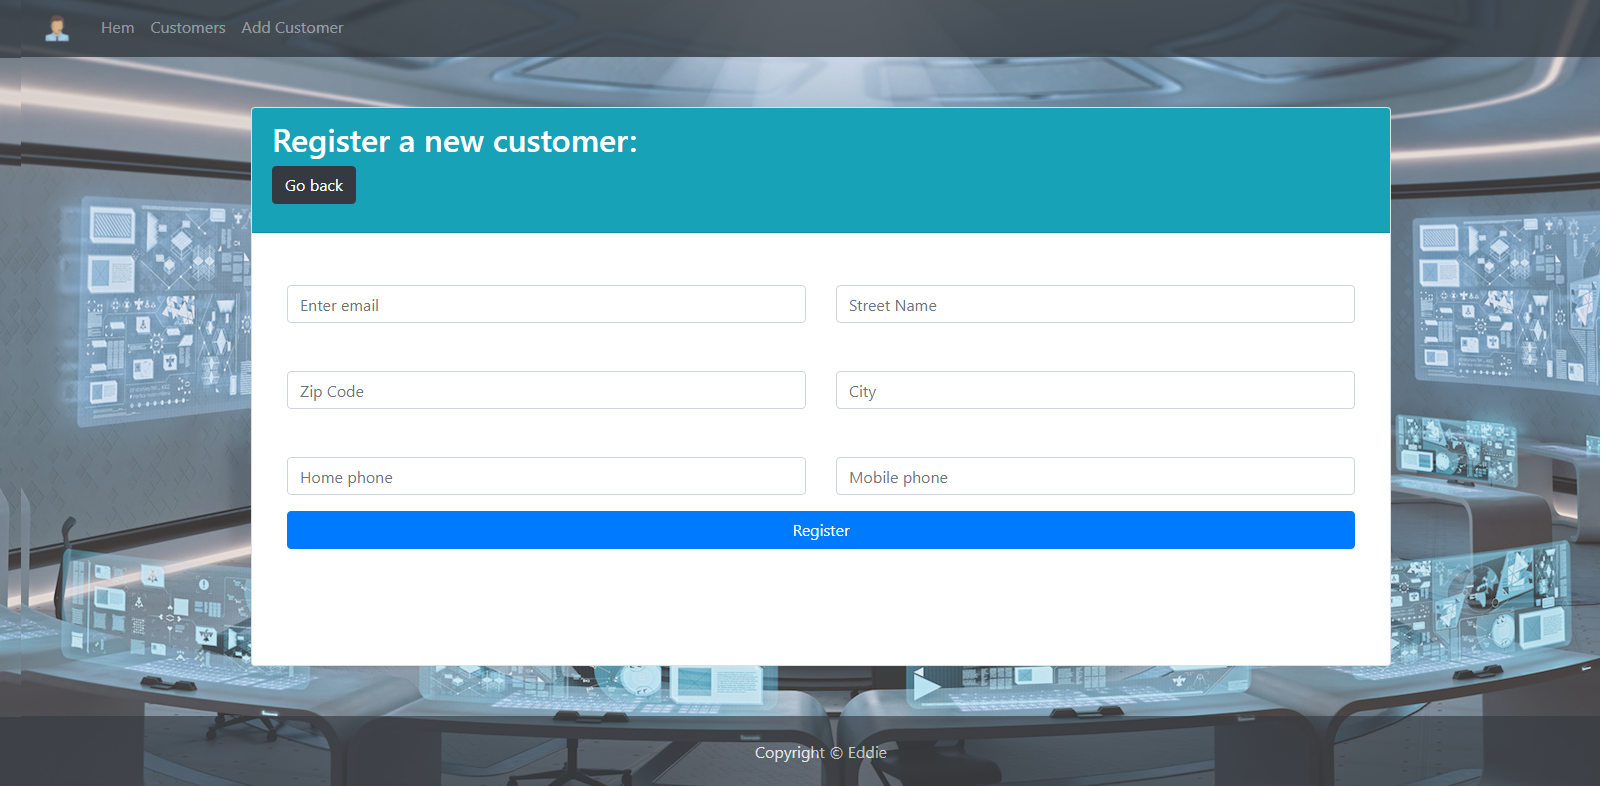 Hem Customers Add Customer
Register a new customer:
Go back
Enter email
Street Name
Zip Code
City
Home phone
Mobile phone
Register
Copyright © Eddie